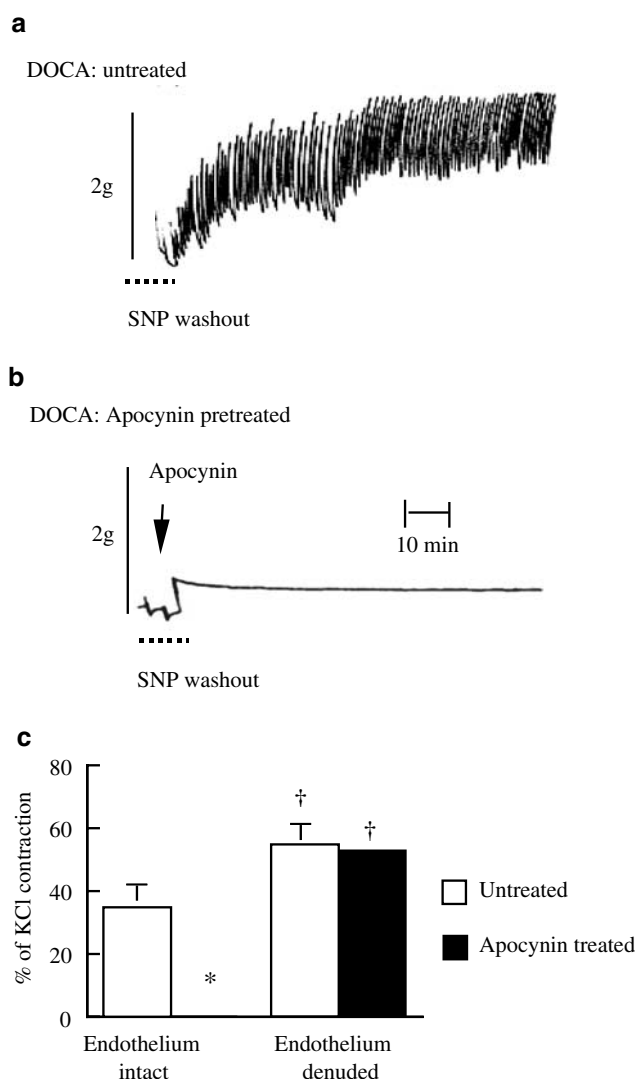 a
DOCA: untreated
2g
SNP washout
b
DOCA: Apocynin pretreated
Apocynin
2g
10 min
SNP washout
c
% of KCl contraction
80
60
40
20
0
*
†
†
Untreated
Apocynin treated
Endothelium
intact
Endothelium
denuded